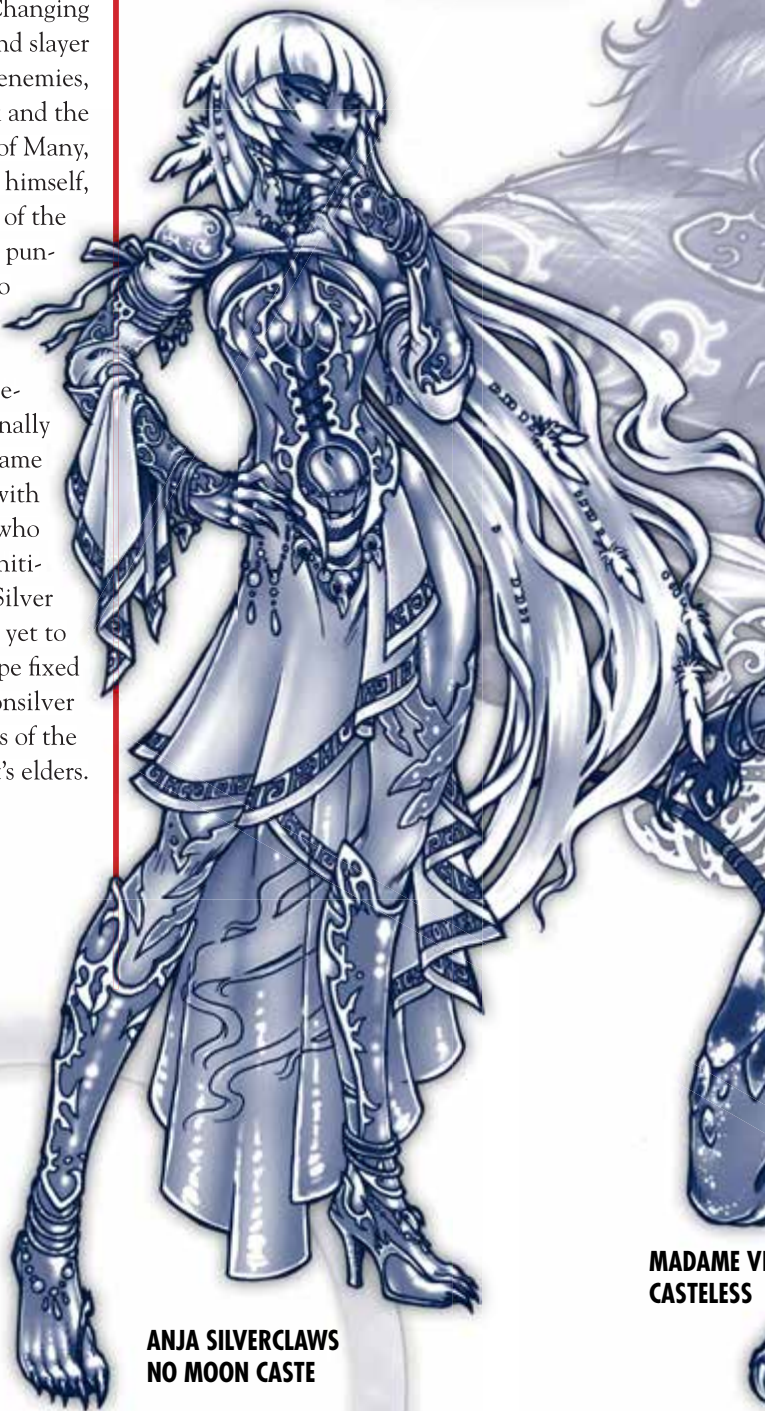 Changing
nd slayer
enemies,
and the
of Many,
himself,
of the
pun-
o
e-
nally
ame
with
who
niti-
Silver
yet to
pe fixed
onsilver
s of the
's elders.
ANJA SILVERCLAWS
NO MOON CASTE
MADAME V
CASTELESS